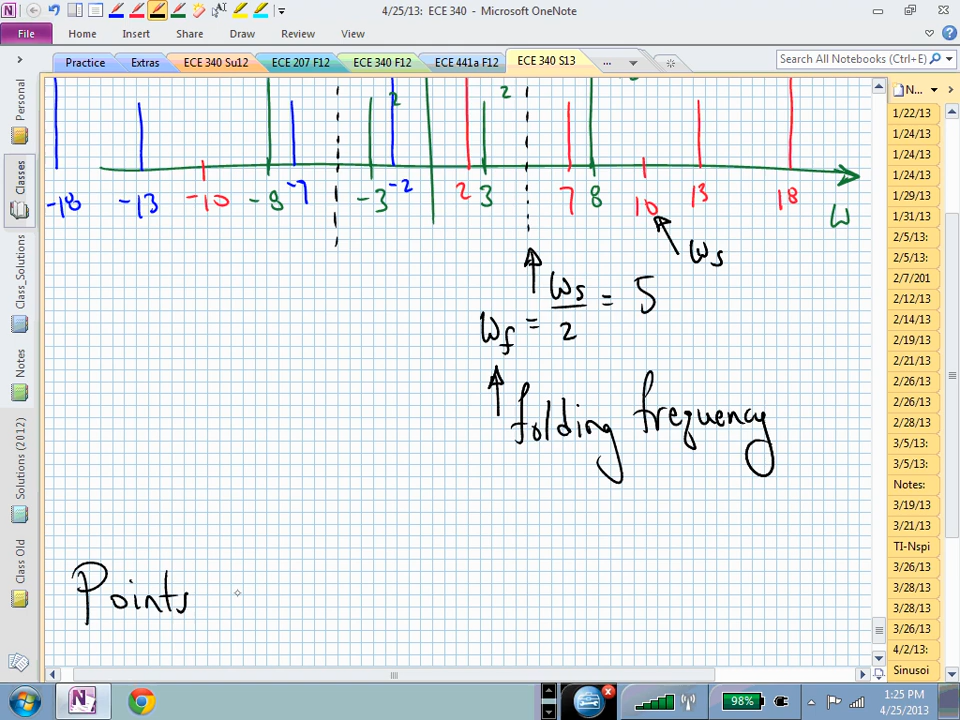 4/25/13: ECE 340 - Microsoft OneNote
File Home Insert Share Draw Review View
Practice Extras ECE 340 Su12 ECE 207 F12 ECE 340 F12 ECE 441a F12 ECE 340 S13 ...
Search All Notebooks (Ctrl+E)
Personal
Classes
Class_Solutions
Notes
Solutions (2012)
Class Old
N...
1/22/13
1/24/13
1/24/13
1/24/13
1/29/13
1/31/13
2/5/13:
2/5/13:
2/7/201
2/12/13
2/14/13
2/19/13
2/21/13
2/26/13
2/26/13
2/28/13
3/5/13:
3/5/13:
Notes:
3/19/13
3/21/13
TI-Nspi
3/26/13
3/28/13
3/28/13
3/26/13
4/2/13:
Sinusoi
2 2
-18 -13 -10 -8 -7 -3 -2 2 3 7 8 10 13 18 ω
ωs
ωf = ωs/2 = 5
folding frequency
Points
98%
1:25 PM
4/25/2013